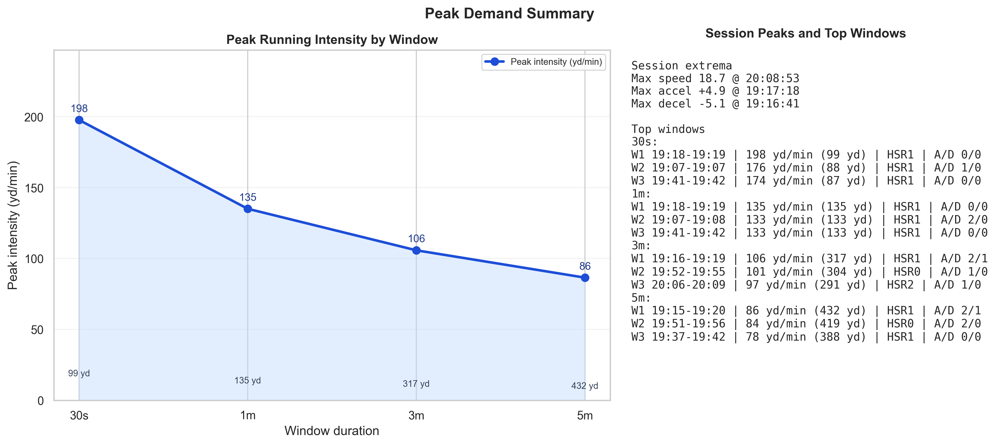 Peak Demand Summary
Peak Running Intensity by Window
Peak intensity (yd/min)
Peak intensity (yd/min)
200
150
100
50
0
198
135
106
86
99 yd
135 yd
317 yd
432 yd
30s
1m
3m
5m
Window duration
Session Peaks and Top Windows
Session extrema
Max speed 18.7 @ 20:08:53
Max accel +4.9 @ 19:17:18
Max decel -5.1 @ 19:16:41
Top windows
30s:
W1 19:18-19:19 | 198 yd/min (99 yd) | HSR1 | A/D 0/0
W2 19:07-19:07 | 176 yd/min (88 yd) | HSR1 | A/D 1/0
W3 19:41-19:42 | 174 yd/min (87 yd) | HSR1 | A/D 0/0
1m:
W1 19:18-19:19 | 135 yd/min (135 yd) | HSR1 | A/D 0/0
W2 19:07-19:08 | 133 yd/min (133 yd) | HSR1 | A/D 2/0
W3 19:41-19:42 | 133 yd/min (133 yd) | HSR1 | A/D 0/0
3m:
W1 19:16-19:19 | 106 yd/min (317 yd) | HSR1 | A/D 2/1
W2 19:52-19:55 | 101 yd/min (304 yd) | HSR0 | A/D 1/0
W3 20:06-20:09 | 97 yd/min (291 yd) | HSR2 | A/D 1/0
5m:
W1 19:15-19:20 | 86 yd/min (432 yd) | HSR1 | A/D 2/1
W2 19:51-19:56 | 84 yd/min (419 yd) | HSR0 | A/D 2/0
W3 19:37-19:42 | 78 yd/min (388 yd) | HSR1 | A/D 0/0